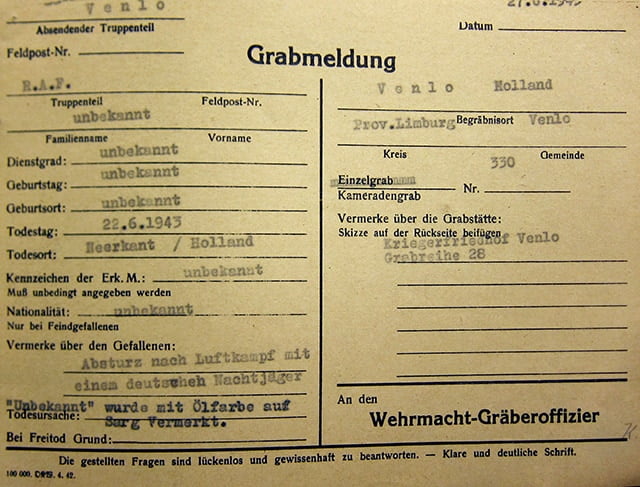 Venlo
Absendender Truppenteil
Feldpost-Nr.
Datum
Grabmeldung
R.A.F.
Truppenteil Feldpost-Nr.
unbekannt
Familienname Vorname
Dienstgrad: unbekannt
Geburtstag: unbekannt
Geburtsort: unbekannt
Todestag: 22.6.1943
Todesort: Heerkant / Holland
Kennzeichen der Erk. M.: unbekannt
Muß unbedingt angegeben werden
Nationalität: unbekannt
Nur bei Feindgefallenen
Vermerke über den Gefallenen:
Absturz nach Luftkampf mit
einem deutschen Nachtjäger
"Unbekannt" wurde mit Ölfarbe auf
Todesursache: Sarg Vermerkt.
Bei Freitod Grund:
Venlo Holland
Prov.Limburg Begräbnisort Venlo
Kreis Gemeinde
330
Einzelgrab
Nr.
Kameradengrab
Vermerke über die Grabstätte:
Skizze auf der Rückseite beifügen
Kriegerfriedhof Venlo
Grabreihe 28
An den
Wehrmacht-Gräberoffizier
Die gestellten Fragen sind lückenlos und gewissenhaft zu beantworten. — Klare und deutliche Schrift.
100 000. 4. 42.